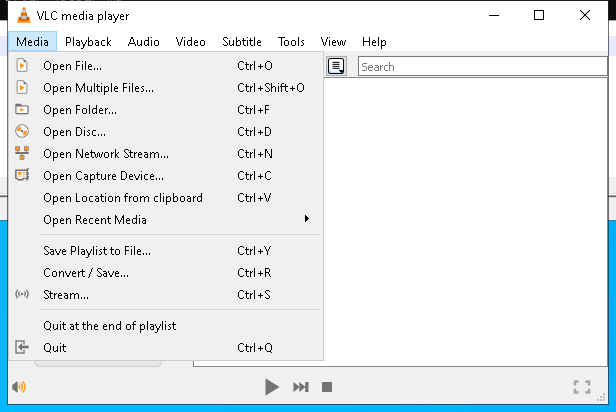 VLC media player
Media Playback Audio Video Subtitle Tools View Help
Open File... Ctrl+O
Open Multiple Files... Ctrl+Shift+O
Open Folder... Ctrl+F
Open Disc... Ctrl+D
Open Network Stream... Ctrl+N
Open Capture Device... Ctrl+C
Open Location from clipboard Ctrl+V
Open Recent Media
Save Playlist to File... Ctrl+Y
Convert / Save... Ctrl+R
Stream... Ctrl+S
Quit at the end of playlist
Quit Ctrl+Q
Search